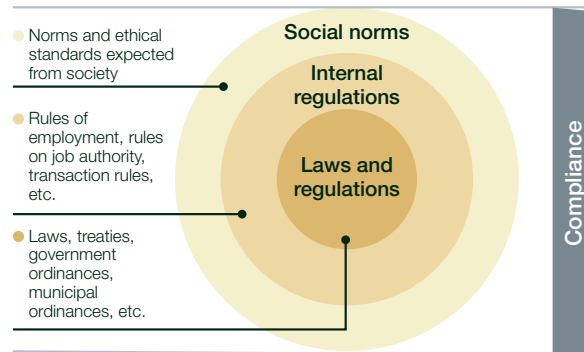 Norms and ethical
standards expected
from society
Rules of
employment, rules
on job authority,
transaction rules,
etc.
Laws, treaties,
government
ordinances,
municipal
ordinances, etc.
Social norms
Internal
regulations
Laws and
regulations
Compliance